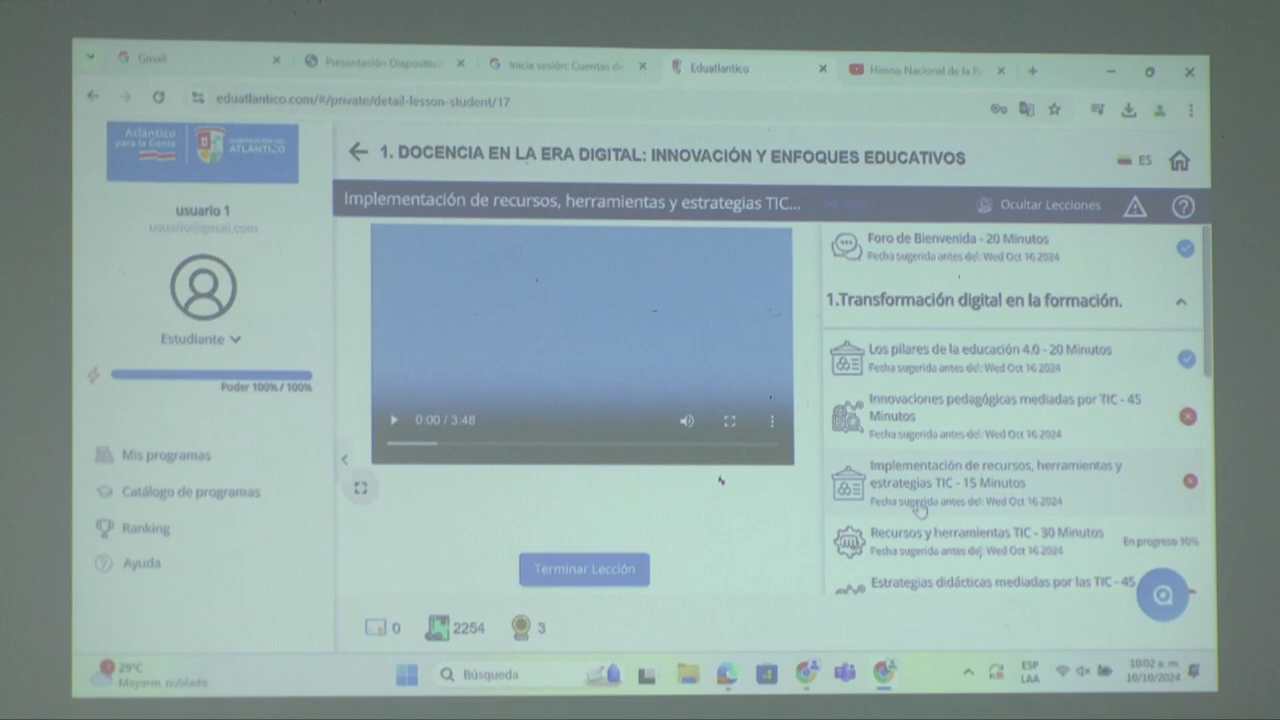 Gmail
Presentación Diapositiv
Inicia sesión: Cuentas de
Eduatlantico
Himno Nacional de la R
eduatlantico.com/#/private/detail-lesson-student/17
Atlántico
para la Gente
GOBERNACIÓN DEL
ATLÁNTICO
1. DOCENCIA EN LA ERA DIGITAL: INNOVACIÓN Y ENFOQUES EDUCATIVOS
ES
usuario 1
usuario@gmail.com
Estudiante
Poder 100% / 100%
Mis programas
Catálogo de programas
Ranking
Ayuda
Implementación de recursos, herramientas y estrategias TIC...
Ocultar Lecciones
0:00 / 3:48
Terminar Lección
0
2254
3
Foro de Bienvenida - 20 Minutos
Fecha sugerida antes del: Wed Oct 16 2024
1.Transformación digital en la formación.
Los pilares de la educación 4.0 - 20 Minutos
Fecha sugerida antes del: Wed Oct 16 2024
Innovaciones pedagógicas mediadas por TIC - 45
Minutos
Fecha sugerida antes del: Wed Oct 16 2024
Implementación de recursos, herramientas y
estrategias TIC - 15 Minutos
Fecha sugerida antes del: Wed Oct 16 2024
Recursos y herramientas TIC - 30 Minutos
Fecha sugerida antes del: Wed Oct 16 2024
En progreso 10%
Estrategias didácticas mediadas por las TIC - 45
29°C
Mayorm. nublado
Búsqueda
ESP
LAA
10:02 a. m.
10/10/2024